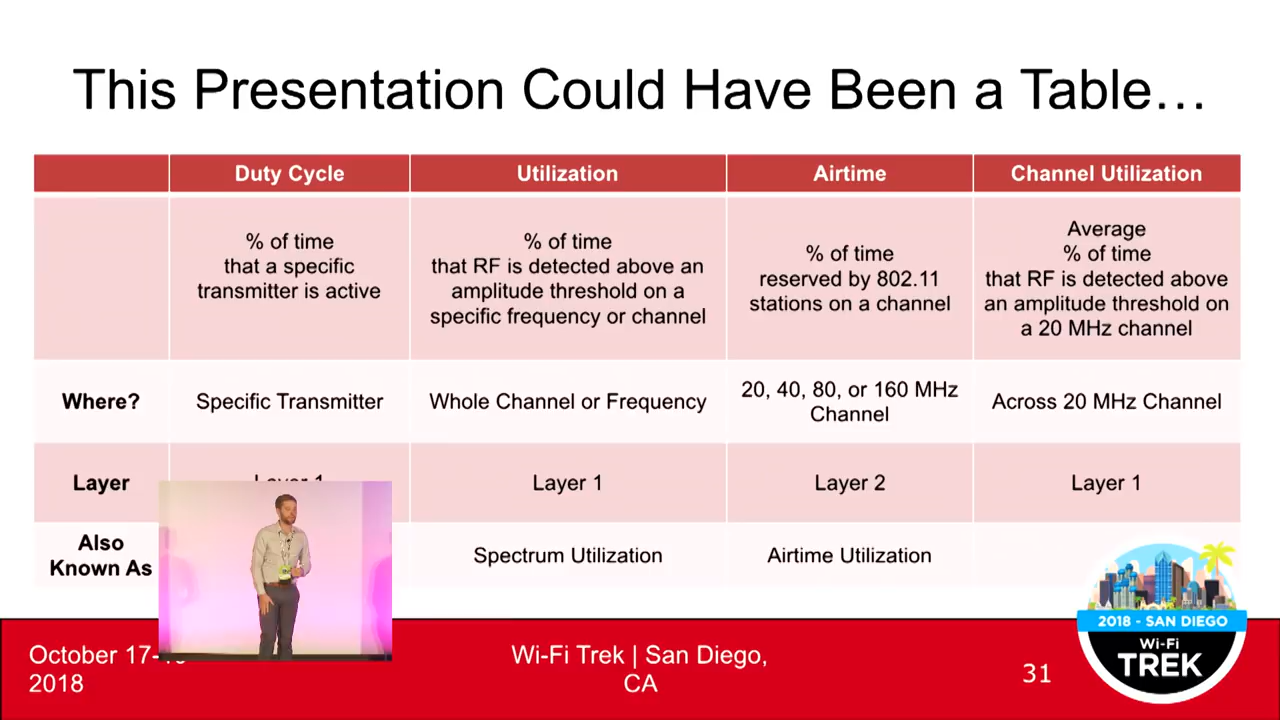 This Presentation Could Have Been a Table…
Duty Cycle
Utilization
Airtime
Channel Utilization
% of time
that a specific
transmitter is active
% of time
that RF is detected above an
amplitude threshold on a
specific frequency or channel
% of time
reserved by 802.11
stations on a channel
Average
% of time
that RF is detected above
an amplitude threshold on
a 20 MHz channel
Where?
Specific Transmitter
Whole Channel or Frequency
20, 40, 80, or 160 MHz
Channel
Across 20 MHz Channel
Layer
Layer 1
Layer 1
Layer 2
Layer 1
Also
Known As
Spectrum Utilization
Airtime Utilization
October 17-
2018
Wi-Fi Trek | San Diego,
CA
31
2018 - SAN DIEGO
Wi-Fi
TREK